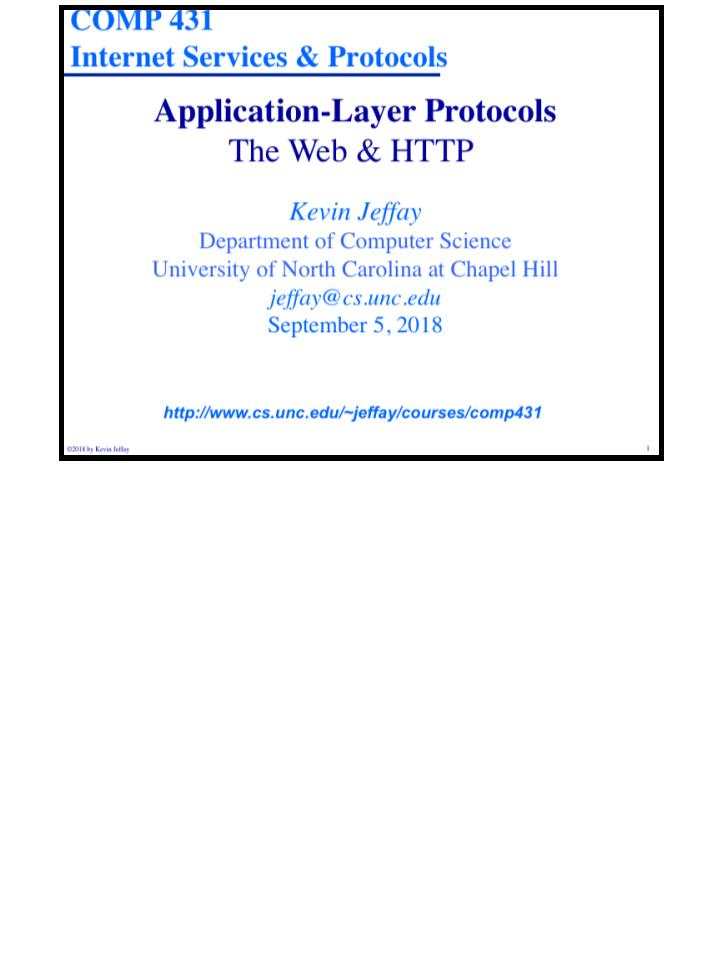 COMP 431
Internet Services & Protocols
Application-Layer Protocols
The Web & HTTP
Kevin Jeffay
Department of Computer Science
University of North Carolina at Chapel Hill
jeffay@cs.unc.edu
September 5, 2018
http://www.cs.unc.edu/~jeffay/courses/comp431
©2018 by Kevin Jeffay
1